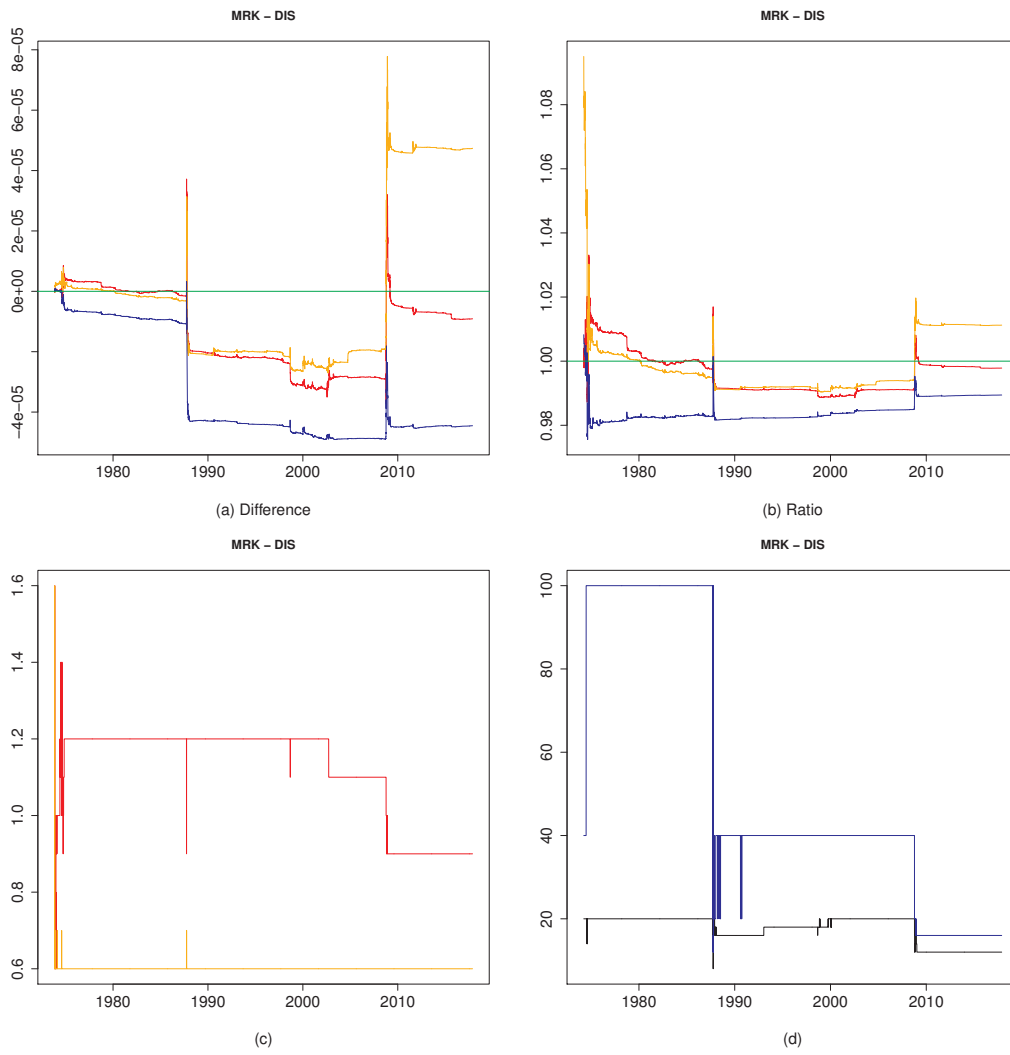 MRK – DIS
8e−05
6e−05
4e−05
2e−05
0e+00
−4e−05
1980 1990 2000 2010
(a) Difference
MRK – DIS
1.08
1.06
1.04
1.02
1.00
0.98
1980 1990 2000 2010
(b) Ratio
MRK – DIS
1.6
1.4
1.2
1.0
0.8
0.6
1980 1990 2000 2010
(c)
MRK – DIS
100
80
60
40
20
1980 1990 2000 2010
(d)